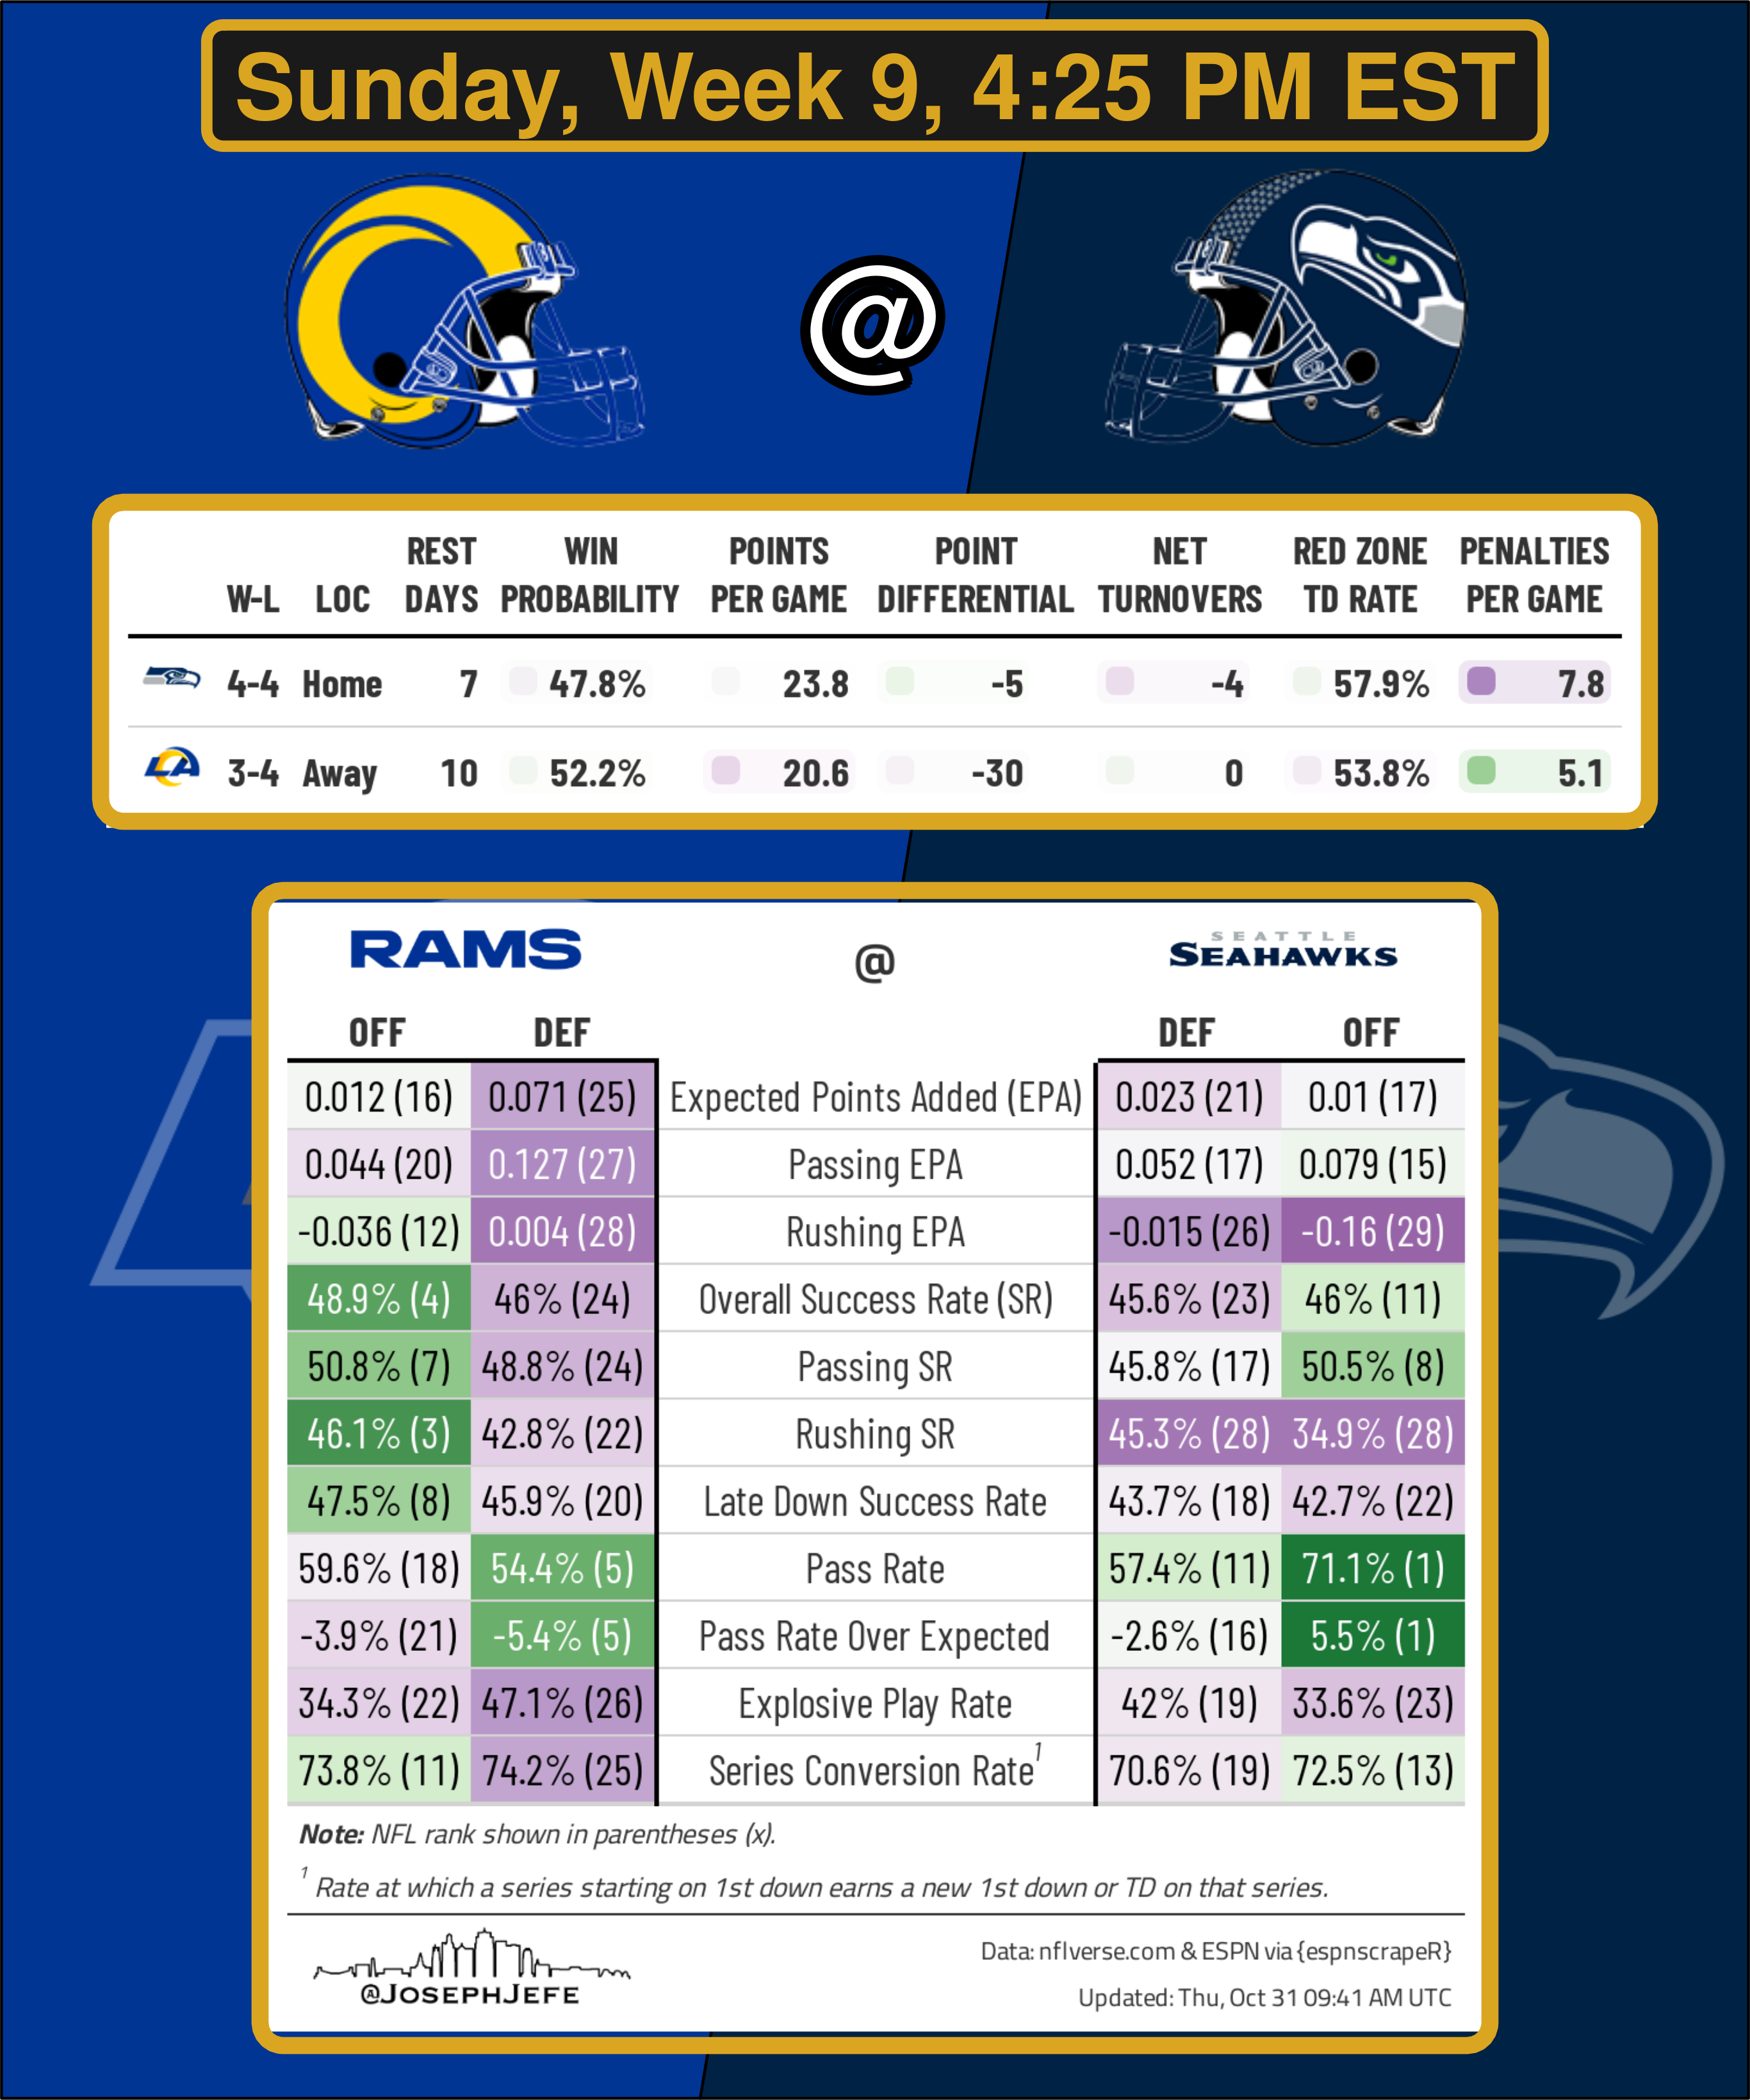 Sunday, Week 9, 4:25 PM EST
@
W-L LOC REST DAYS WIN PROBABILITY POINTS PER GAME POINT DIFFERENTIAL NET TURNOVERS RED ZONE TD RATE PENALTIES PER GAME
4-4 Home 7 47.8% 23.8 -5 -4 57.9% 7.8
LA 3-4 Away 10 52.2% 20.6 -30 0 53.8% 5.1
RAMS @ SEATTLE SEAHAWKS
OFF DEF DEF OFF
0.012 (16) 0.071 (25) Expected Points Added (EPA) 0.023 (21) 0.01 (17)
0.044 (20) 0.127 (27) Passing EPA 0.052 (17) 0.079 (15)
-0.036 (12) 0.004 (28) Rushing EPA -0.015 (26) -0.16 (29)
48.9% (4) 46% (24) Overall Success Rate (SR) 45.6% (23) 46% (11)
50.8% (7) 48.8% (24) Passing SR 45.8% (17) 50.5% (8)
46.1% (3) 42.8% (22) Rushing SR 45.3% (28) 34.9% (28)
47.5% (8) 45.9% (20) Late Down Success Rate 43.7% (18) 42.7% (22)
59.6% (18) 54.4% (5) Pass Rate 57.4% (11) 71.1% (1)
-3.9% (21) -5.4% (5) Pass Rate Over Expected -2.6% (16) 5.5% (1)
34.3% (22) 47.1% (26) Explosive Play Rate 42% (19) 33.6% (23)
73.8% (11) 74.2% (25) Series Conversion Rate¹ 70.6% (19) 72.5% (13)
Note: NFL rank shown in parentheses (x).
¹ Rate at which a series starting on 1st down earns a new 1st down or TD on that series.
@JOSEPHJEFE
Data: nflverse.com & ESPN via {espnscrapeR}
Updated: Thu, Oct 31 09:41 AM UTC